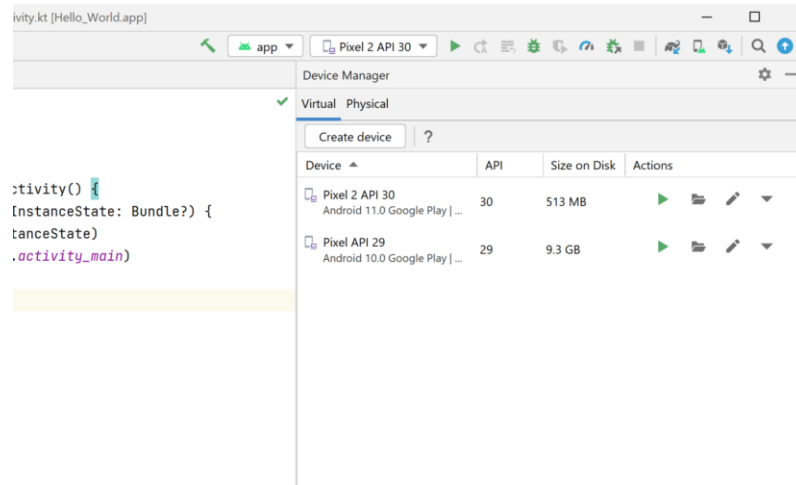 ivity.kt [Hello_World.app]
app
Pixel 2 API 30
Device Manager
Virtual Physical
Create device ?
Device API Size on Disk Actions
Pixel 2 API 30
Android 11.0 Google Play | ...
30 513 MB
Pixel API 29
Android 10.0 Google Play | ...
29 9.3 GB
ctivity() {
InstanceState: Bundle?) {
tanceState)
.activity_main)